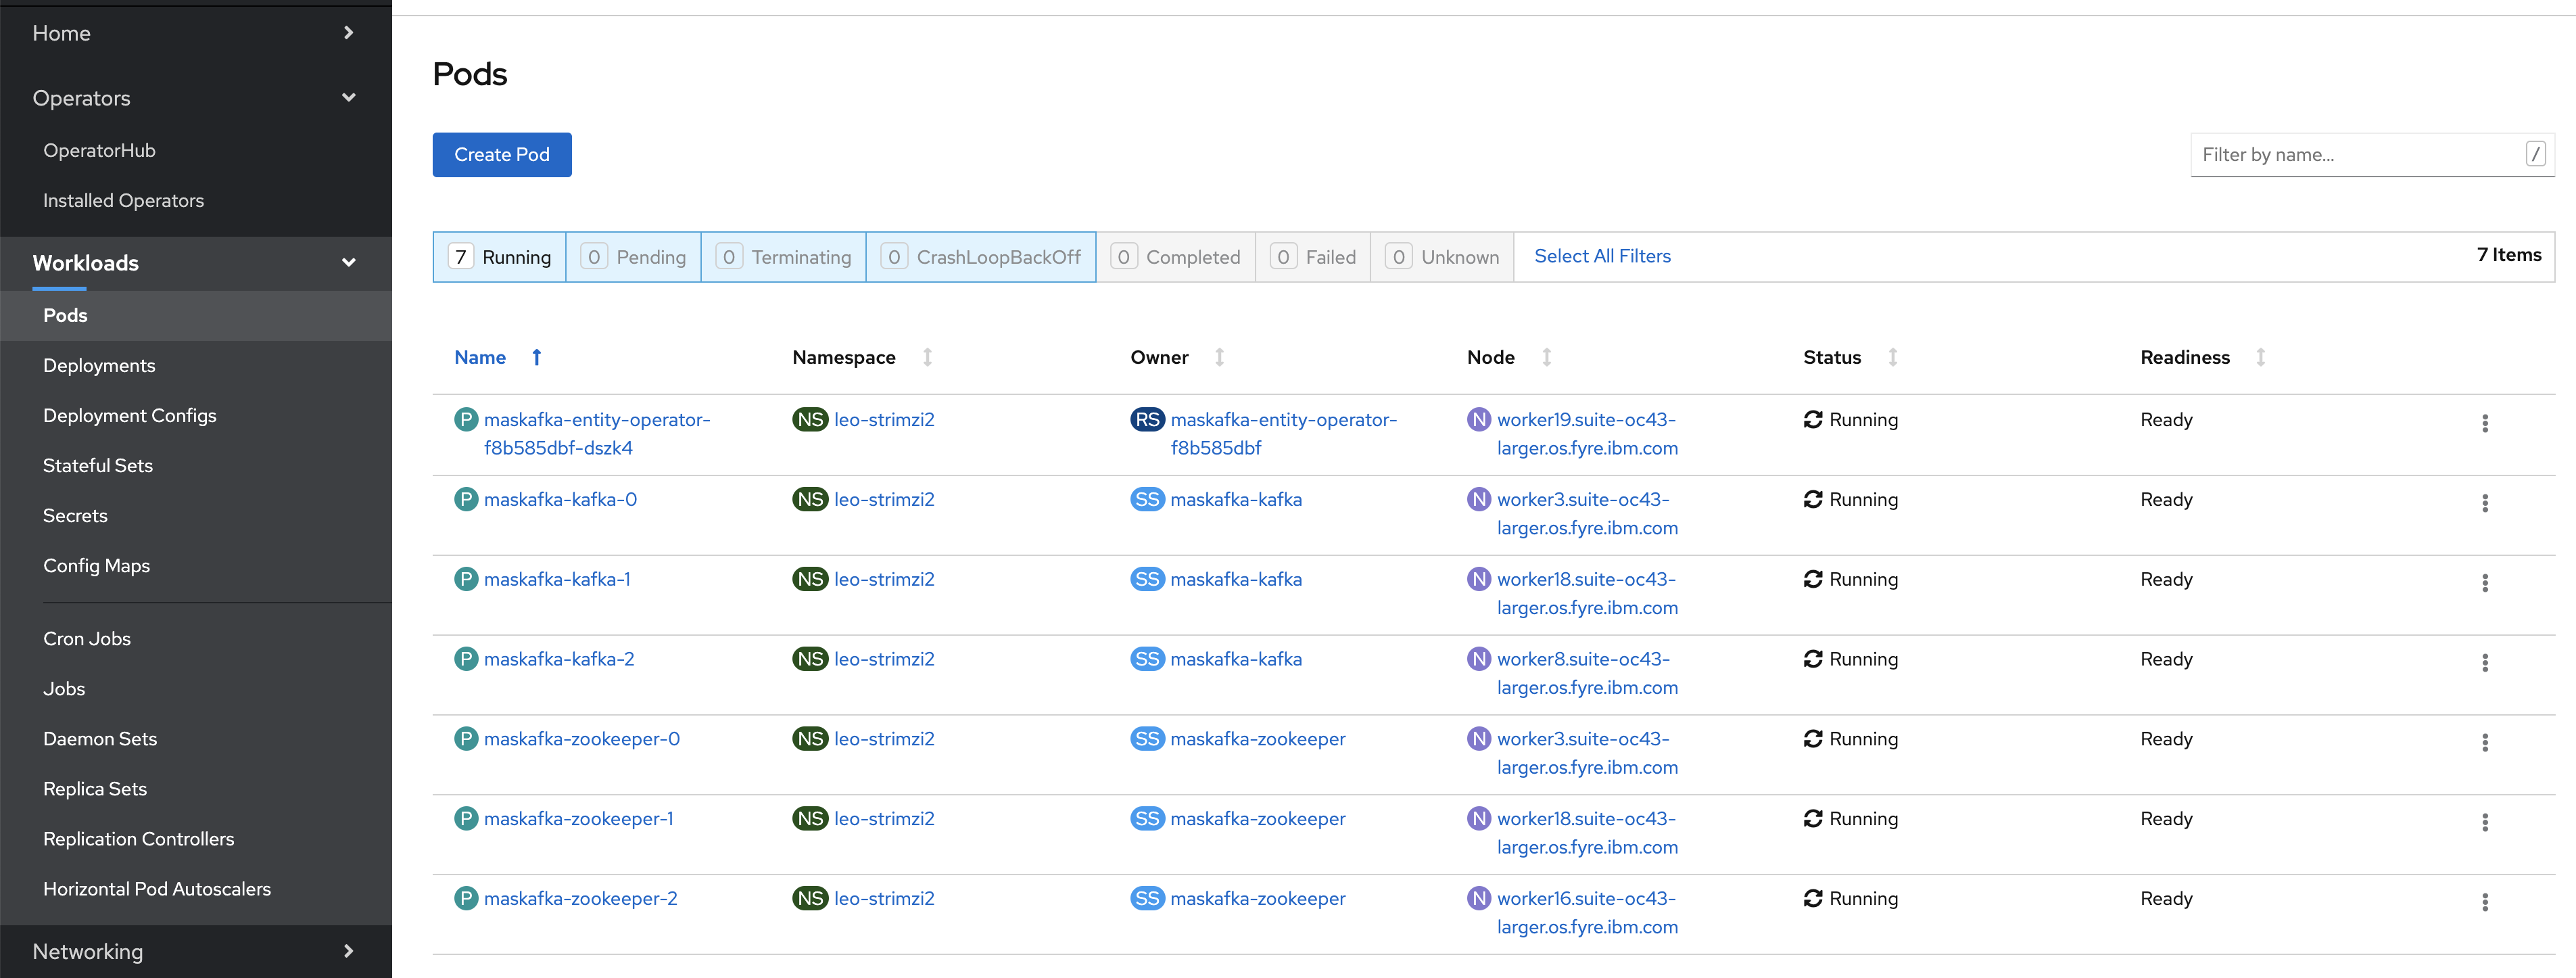 Home
Operators
OperatorHub
Installed Operators
Workloads
Pods
Deployments
Deployment Configs
Stateful Sets
Secrets
Config Maps
Cron Jobs
Jobs
Daemon Sets
Replica Sets
Replication Controllers
Horizontal Pod Autoscalers
Networking
Pods
Create Pod
Filter by name... /
7 Running 0 Pending 0 Terminating 0 CrashLoopBackOff 0 Completed 0 Failed 0 Unknown Select All Filters 7 Items
Name Namespace Owner Node Status Readiness
P maskafka-entity-operator- NS leo-strimzi2 RS maskafka-entity-operator- N worker19.suite-oc43- Running Ready
f8b585dbf-dszk4 f8b585dbf larger.os.fyre.ibm.com
P maskafka-kafka-0 NS leo-strimzi2 SS maskafka-kafka N worker3.suite-oc43- Running Ready
larger.os.fyre.ibm.com
P maskafka-kafka-1 NS leo-strimzi2 SS maskafka-kafka N worker18.suite-oc43- Running Ready
larger.os.fyre.ibm.com
P maskafka-kafka-2 NS leo-strimzi2 SS maskafka-kafka N worker8.suite-oc43- Running Ready
larger.os.fyre.ibm.com
P maskafka-zookeeper-0 NS leo-strimzi2 SS maskafka-zookeeper N worker3.suite-oc43- Running Ready
larger.os.fyre.ibm.com
P maskafka-zookeeper-1 NS leo-strimzi2 SS maskafka-zookeeper N worker18.suite-oc43- Running Ready
larger.os.fyre.ibm.com
P maskafka-zookeeper-2 NS leo-strimzi2 SS maskafka-zookeeper N worker16.suite-oc43- Running Ready
larger.os.fyre.ibm.com